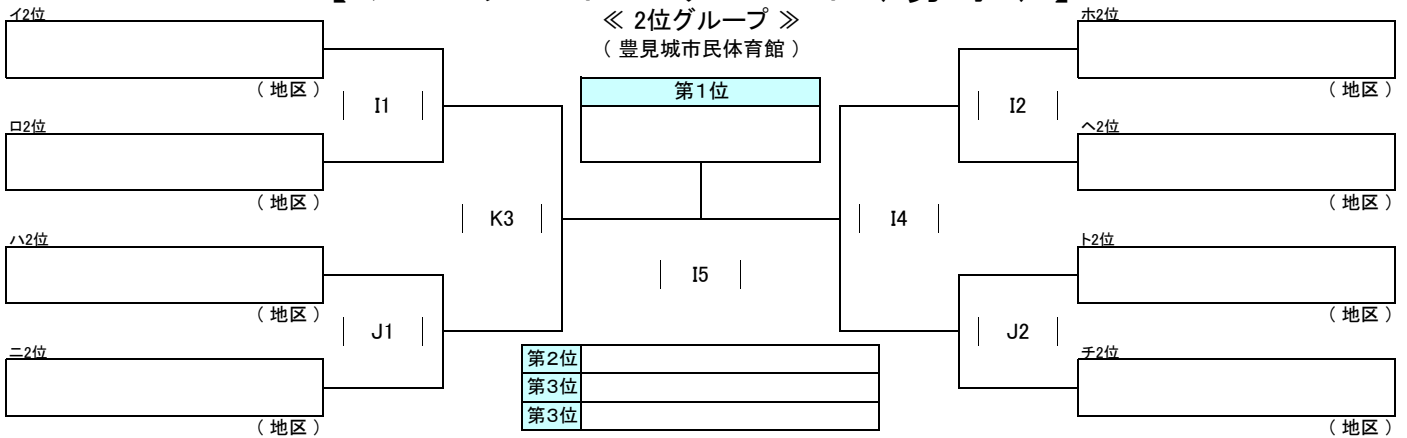 ≪ 2位グループ ≫
（ 豊見城市民体育館 ）
イ2位
（ 地区 ）
I1
ロ2位
（ 地区 ）
K3
ハ2位
（ 地区 ）
J1
ニ2位
（ 地区 ）
第1位
I5
第2位
第3位
第3位
ホ2位
（ 地区 ）
I2
ヘ2位
（ 地区 ）
I4
ト2位
（ 地区 ）
J2
チ2位
（ 地区 ）